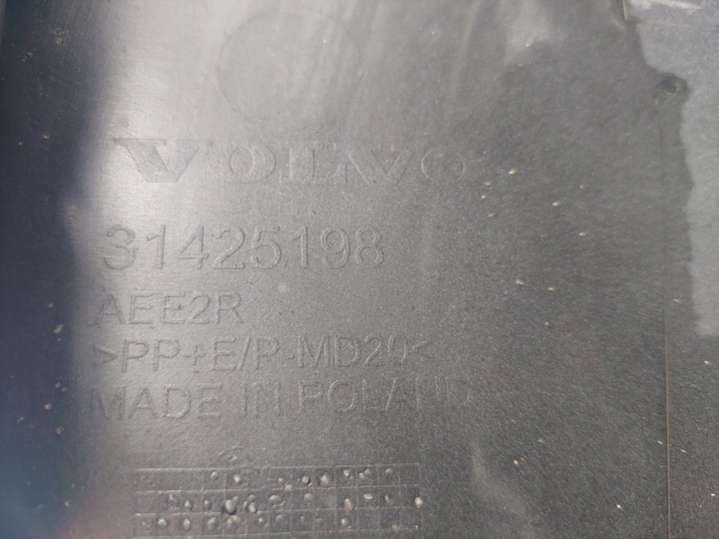 VOLVO
31425198
AEE2R
>PP+E/P-MD20<
MADE IN POLAND